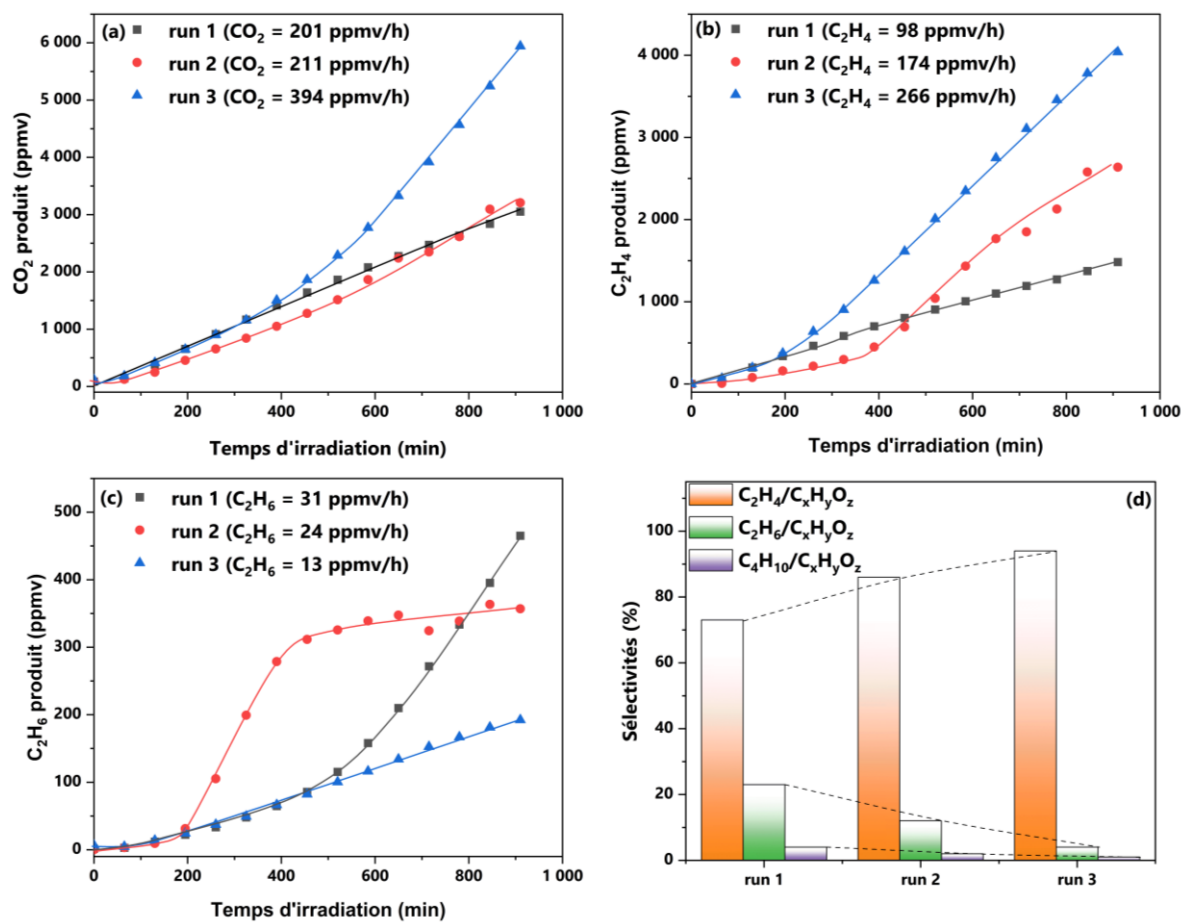 (a)
run 1 (CO₂ = 201 ppmv/h)
run 2 (CO₂ = 211 ppmv/h)
run 3 (CO₂ = 394 ppmv/h)
6 000
5 000
4 000
3 000
2 000
1 000
0
CO₂ produit (ppmv)
0 200 400 600 800 1 000
Temps d'irradiation (min)
(b)
run 1 (C₂H₄ = 98 ppmv/h)
run 2 (C₂H₄ = 174 ppmv/h)
run 3 (C₂H₄ = 266 ppmv/h)
4 000
3 000
2 000
1 000
0
C₂H₄ produit (ppmv)
0 200 400 600 800 1 000
Temps d'irradiation (min)
(c)
run 1 (C₂H₆ = 31 ppmv/h)
run 2 (C₂H₆ = 24 ppmv/h)
run 3 (C₂H₆ = 13 ppmv/h)
500
400
300
200
100
0
C₂H₆ produit (ppmv)
0 200 400 600 800 1 000
Temps d'irradiation (min)
(d)
C₂H₄/CₓHᵧO_z
C₂H₆/CₓHᵧO_z
C₄H₁₀/CₓHᵧO_z
100
80
60
40
20
0
Sélectivités (%)
run 1 run 2 run 3